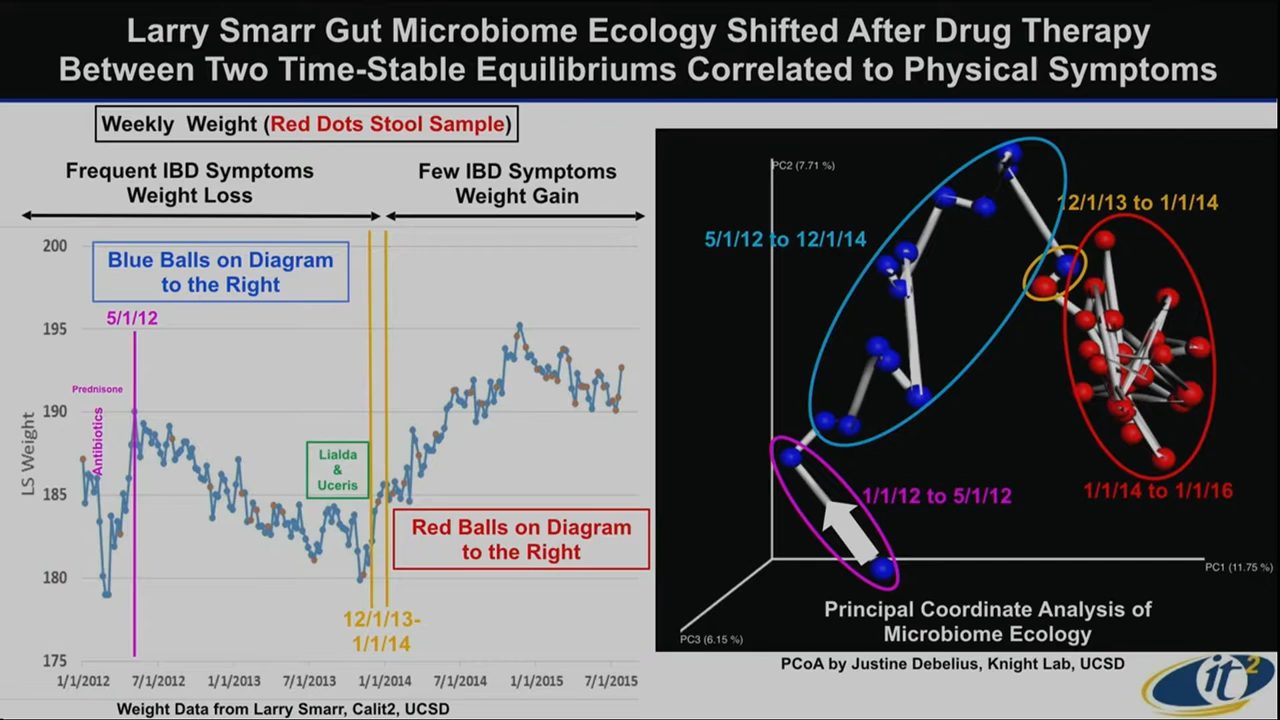 Larry Smarr Gut Microbiome Ecology Shifted After Drug Therapy
Between Two Time-Stable Equilibriums Correlated to Physical Symptoms
Weekly Weight (Red Dots Stool Sample)
Frequent IBD Symptoms
Weight Loss
Few IBD Symptoms
Weight Gain
Blue Balls on Diagram
to the Right
5/1/12
Prednisone
Antibiotics
Lialda
&
Uceris
Red Balls on Diagram
to the Right
12/1/13-
1/1/14
LS Weight
200
195
190
185
180
175
1/1/2012
7/1/2012
1/1/2013
7/1/2013
1/1/2014
7/1/2014
1/1/2015
7/1/2015
Weight Data from Larry Smarr, Calit2, UCSD
PC2 (7.71 %)
12/1/13 to 1/1/14
5/1/12 to 12/1/14
1/1/12 to 5/1/12
1/1/14 to 1/1/16
PC1 (11.75 %)
PC3 (6.15 %)
Principal Coordinate Analysis of
Microbiome Ecology
PCoA by Justine Debelius, Knight Lab, UCSD
it2